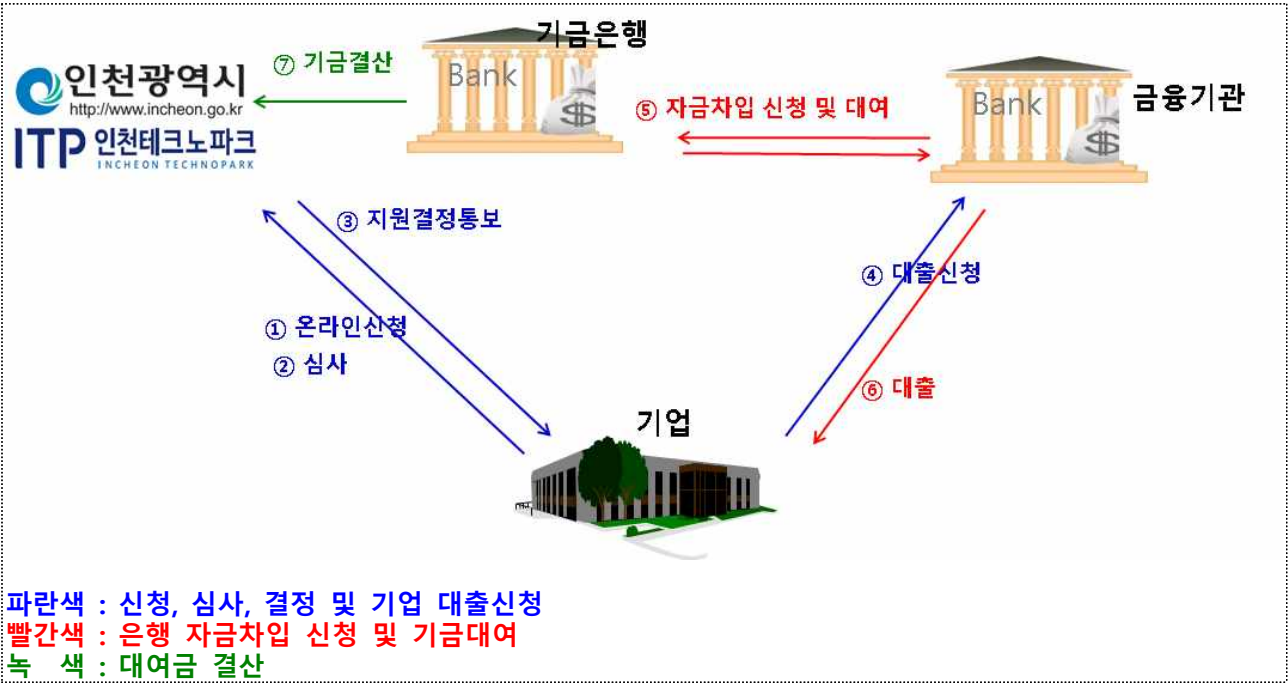 기금은행
⑦ 기금결산
인천광역시
http://www.incheon.go.kr
ITP 인천테크노파크
INCHEON TECHNOPARK
Bank
$
⑤ 자금차입 신청 및 대여
Bank
$
금융기관
③ 지원결정통보
④ 대출신청
① 온라인신청
② 심사
⑥ 대출
기업
파란색 : 신청, 심사, 결정 및 기업 대출신청
빨간색 : 은행 자금차입 신청 및 기금대여
녹 색 : 대여금 결산